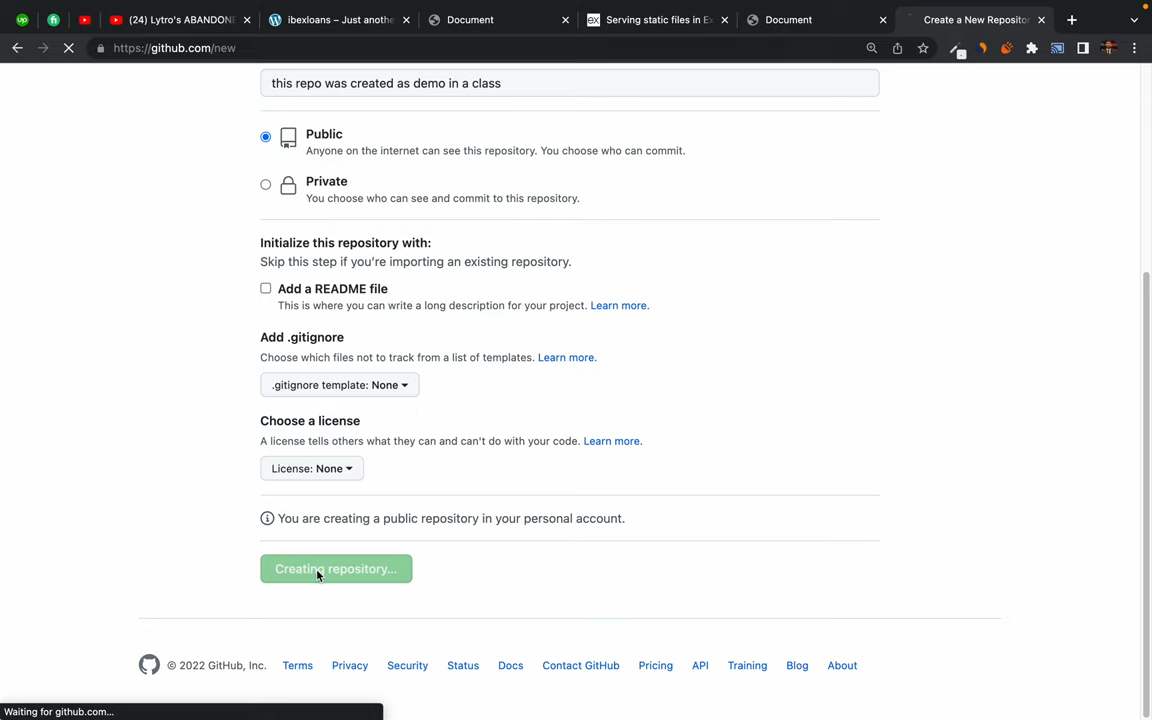 (24) Lytro's ABANDONE
ibexloans – Just anothe
Document
Serving static files in Ex
Document
Create a New Repositor
https://github.com/new
this repo was created as demo in a class
Public
Anyone on the internet can see this repository. You choose who can commit.
Private
You choose who can see and commit to this repository.
Initialize this repository with:
Skip this step if you're importing an existing repository.
Add a README file
This is where you can write a long description for your project. Learn more.
Add .gitignore
Choose which files not to track from a list of templates. Learn more.
.gitignore template: None
Choose a license
A license tells others what they can and can't do with your code. Learn more.
License: None
You are creating a public repository in your personal account.
Creating repository...
© 2022 GitHub, Inc. Terms Privacy Security Status Docs Contact GitHub Pricing API Training Blog About
Waiting for github.com...